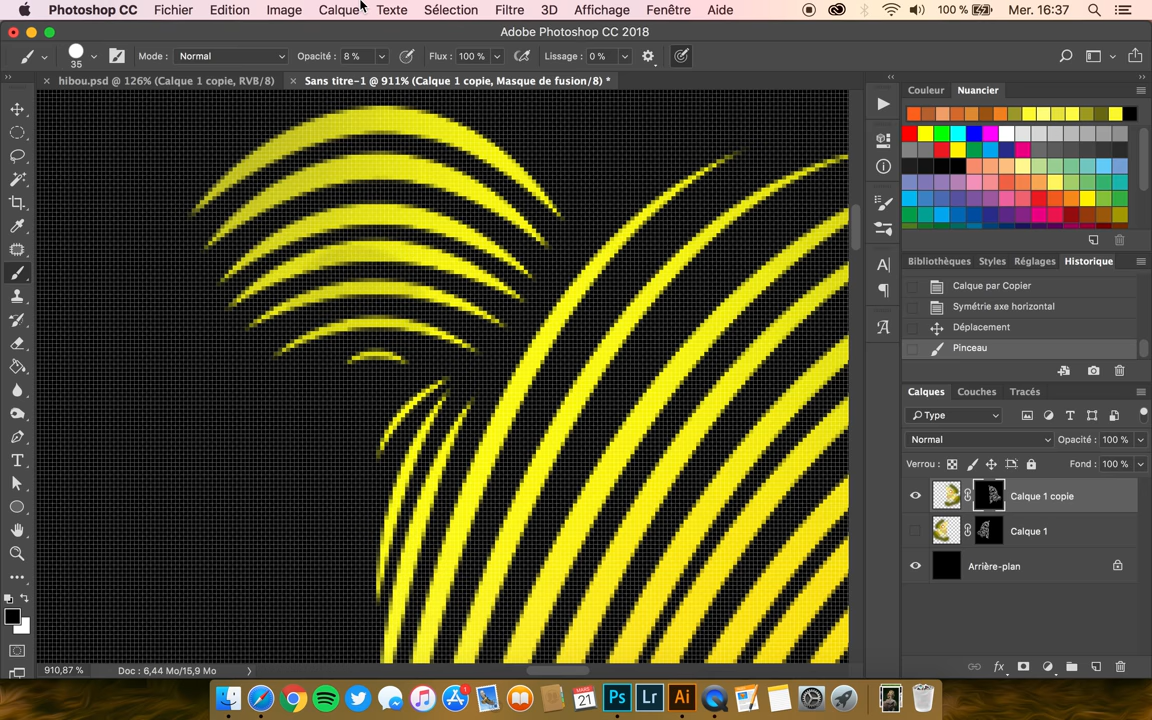 Photoshop CC Fichier Edition Image Calque Texte Sélection Filtre 3D Affichage Fenêtre Aide 100 % Mer. 16:37
Adobe Photoshop CC 2018
35 Mode : Normal Opacité : 8 % Flux : 100 % Lissage : 0 %
hibou.psd @ 126% (Calque 1 copie, RVB/8) Sans titre-1 @ 911% (Calque 1 copie, Masque de fusion/8) *
Couleur Nuancier
Bibliothèques Styles Réglages Historique
Calque par Copier
Symétrie axe horizontal
Déplacement
Pinceau
Calques Couches Tracés
Type
Normal Opacité : 100 %
Verrou : Fond : 100 %
Calque 1 copie
Calque 1
Arrière-plan
910,87 % Doc : 6,44 Mo/15,9 Mo
MARS
21
1
Ps Lr Ai